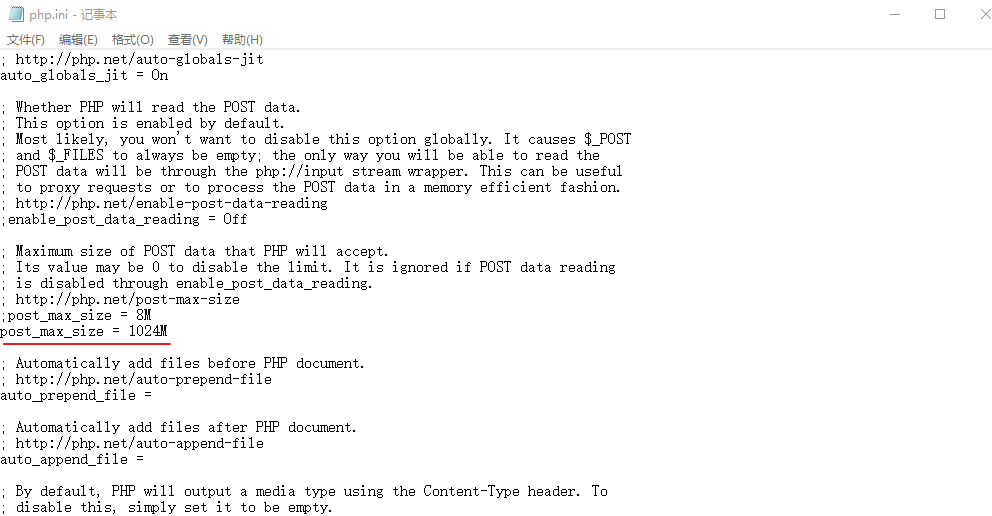 php.ini - 记事本
文件(F) 编辑(E) 格式(O) 查看(V) 帮助(H)
; http://php.net/auto-globals-jit
auto_globals_jit = On
; Whether PHP will read the POST data.
; This option is enabled by default.
; Most likely, you won't want to disable this option globally. It causes $_POST
; and $_FILES to always be empty; the only way you will be able to read the
; POST data will be through the php://input stream wrapper. This can be useful
; to proxy requests or to process the POST data in a memory efficient fashion.
; http://php.net/enable-post-data-reading
;enable_post_data_reading = Off
; Maximum size of POST data that PHP will accept.
; Its value may be 0 to disable the limit. It is ignored if POST data reading
; is disabled through enable_post_data_reading.
; http://php.net/post-max-size
;post_max_size = 8M
post_max_size = 1024M
; Automatically add files before PHP document.
; http://php.net/auto-prepend-file
auto_prepend_file =
; Automatically add files after PHP document.
; http://php.net/auto-append-file
auto_append_file =
; By default, PHP will output a media type using the Content-Type header. To
; disable this, simply set it to be empty.